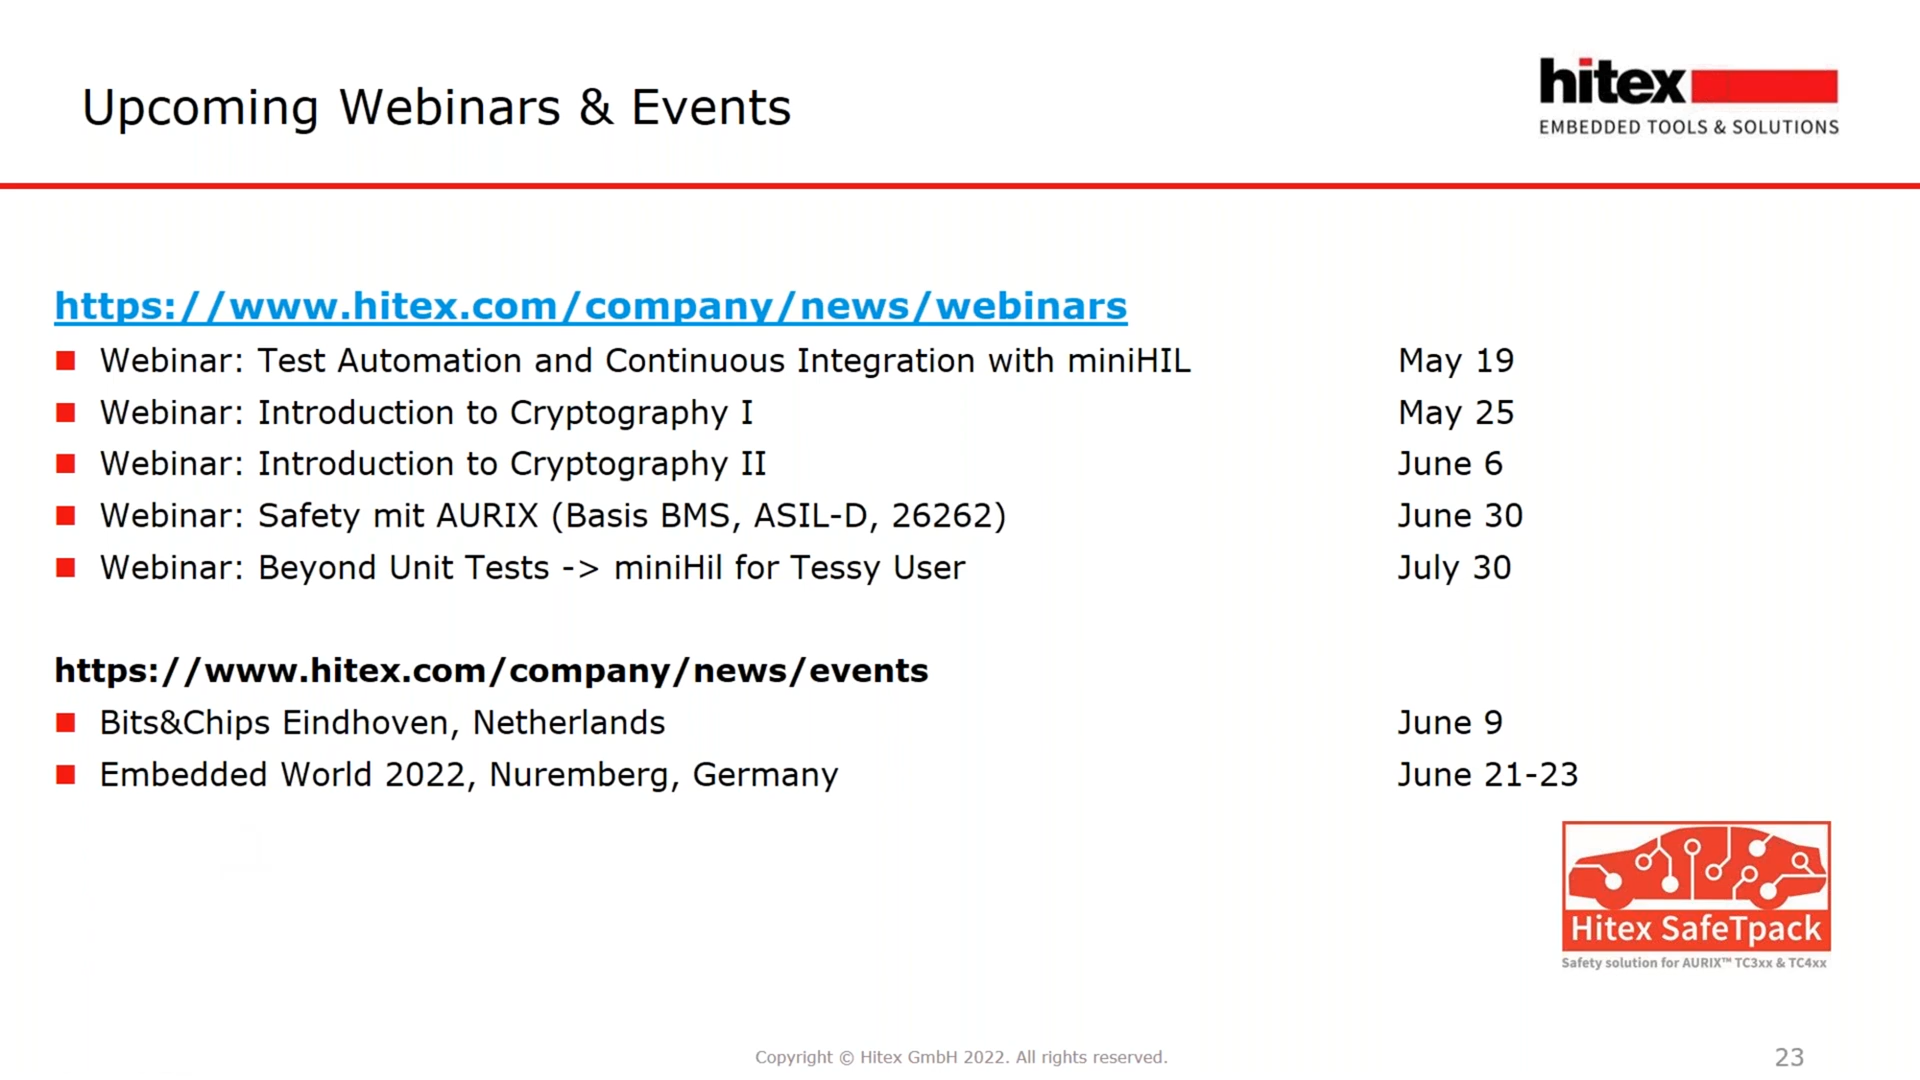 Upcoming Webinars & Events
hitex
EMBEDDED TOOLS & SOLUTIONS
https://www.hitex.com/company/news/webinars
Webinar: Test Automation and Continuous Integration with miniHIL May 19
Webinar: Introduction to Cryptography I May 25
Webinar: Introduction to Cryptography II June 6
Webinar: Safety mit AURIX (Basis BMS, ASIL-D, 26262) June 30
Webinar: Beyond Unit Tests -> miniHil for Tessy User July 30
https://www.hitex.com/company/news/events
Bits&Chips Eindhoven, Netherlands June 9
Embedded World 2022, Nuremberg, Germany June 21-23
Hitex SafeTpack
Safety solution for AURIX™ TC3xx & TC4xx
Copyright © Hitex GmbH 2022. All rights reserved.
23